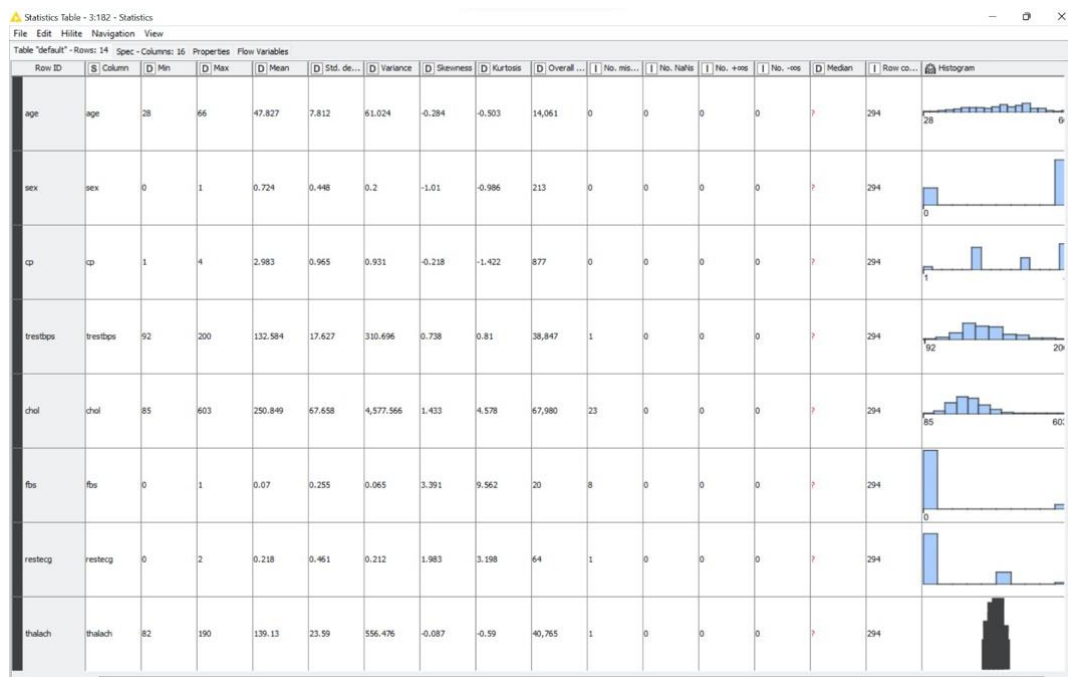 Statistics Table - 3:182 - Statistics
File Edit Hilite Navigation View
Table "default" - Rows: 14 Spec - Columns: 16 Properties Flow Variables
Row ID S Column D Min D Max D Mean D Std. de... D Variance D Skewness D Kurtosis D Overall ... I No. mis... I No. NaNs I No. +∞s I No. -∞s D Median I Row co... Histogram
age age 28 66 47.827 7.812 61.024 -0.284 -0.503 14,061 0 0 0 0 ? 294
28 6
sex sex 0 1 0.724 0.448 0.2 -1.01 -0.986 213 0 0 0 0 ? 294
0
cp cp 1 4 2.983 0.965 0.931 -0.218 -1.422 877 0 0 0 0 ? 294
1
trestbps trestbps 92 200 132.584 17.627 310.696 0.738 0.81 38,847 1 0 0 0 ? 294
92 20
chol chol 85 603 250.849 67.658 4,577.566 1.433 4.578 67,980 23 0 0 0 ? 294
85 603
fbs fbs 0 1 0.07 0.255 0.065 3.391 9.562 20 8 0 0 0 ? 294
0
restecg restecg 0 2 0.218 0.461 0.212 1.983 3.198 64 1 0 0 0 ? 294
thalach thalach 82 190 139.13 23.59 556.476 -0.087 -0.59 40,765 1 0 0 0 ? 294